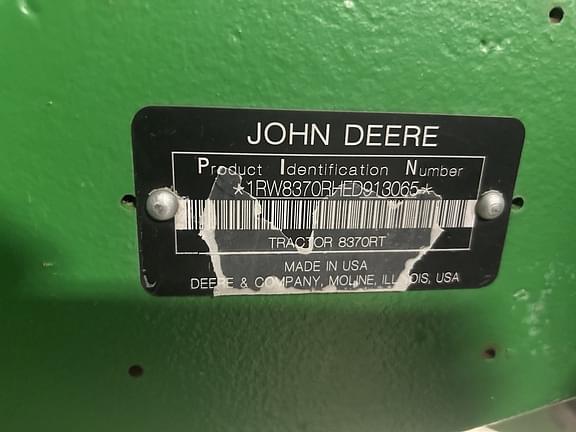 JOHN DEERE
Product Identification Number
*1RW8370RHED913065*
TRACTOR 8370RT
MADE IN USA
DEERE & COMPANY, MOLINE, ILLINOIS, USA